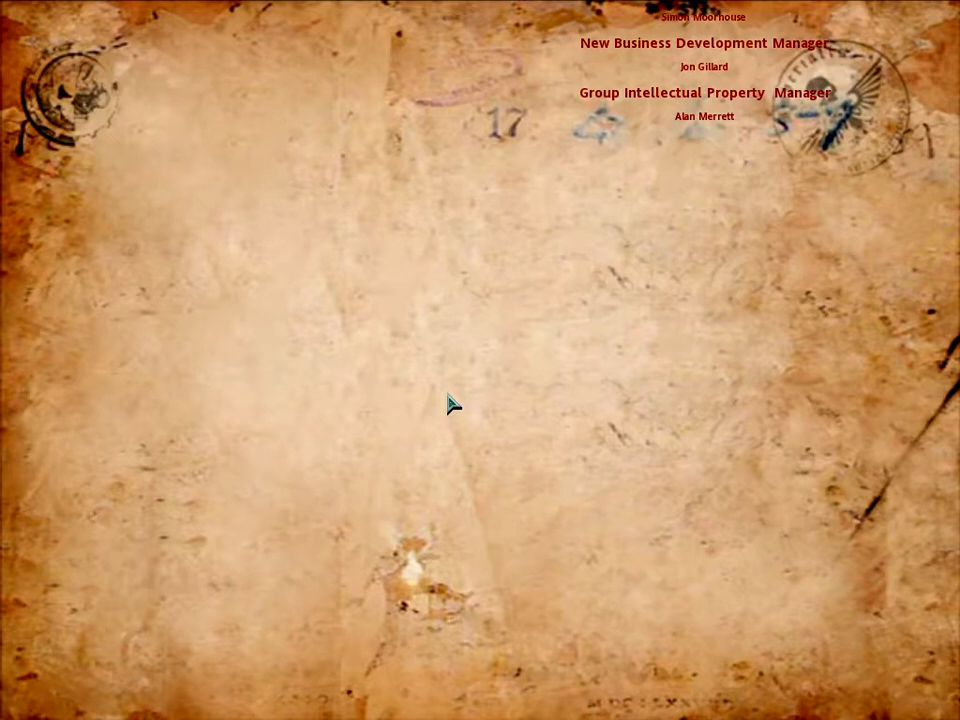 Simon Moorhouse
New Business Development Manager
Jon Gillard
Group Intellectual Property  Manager
Alan Merrett
17